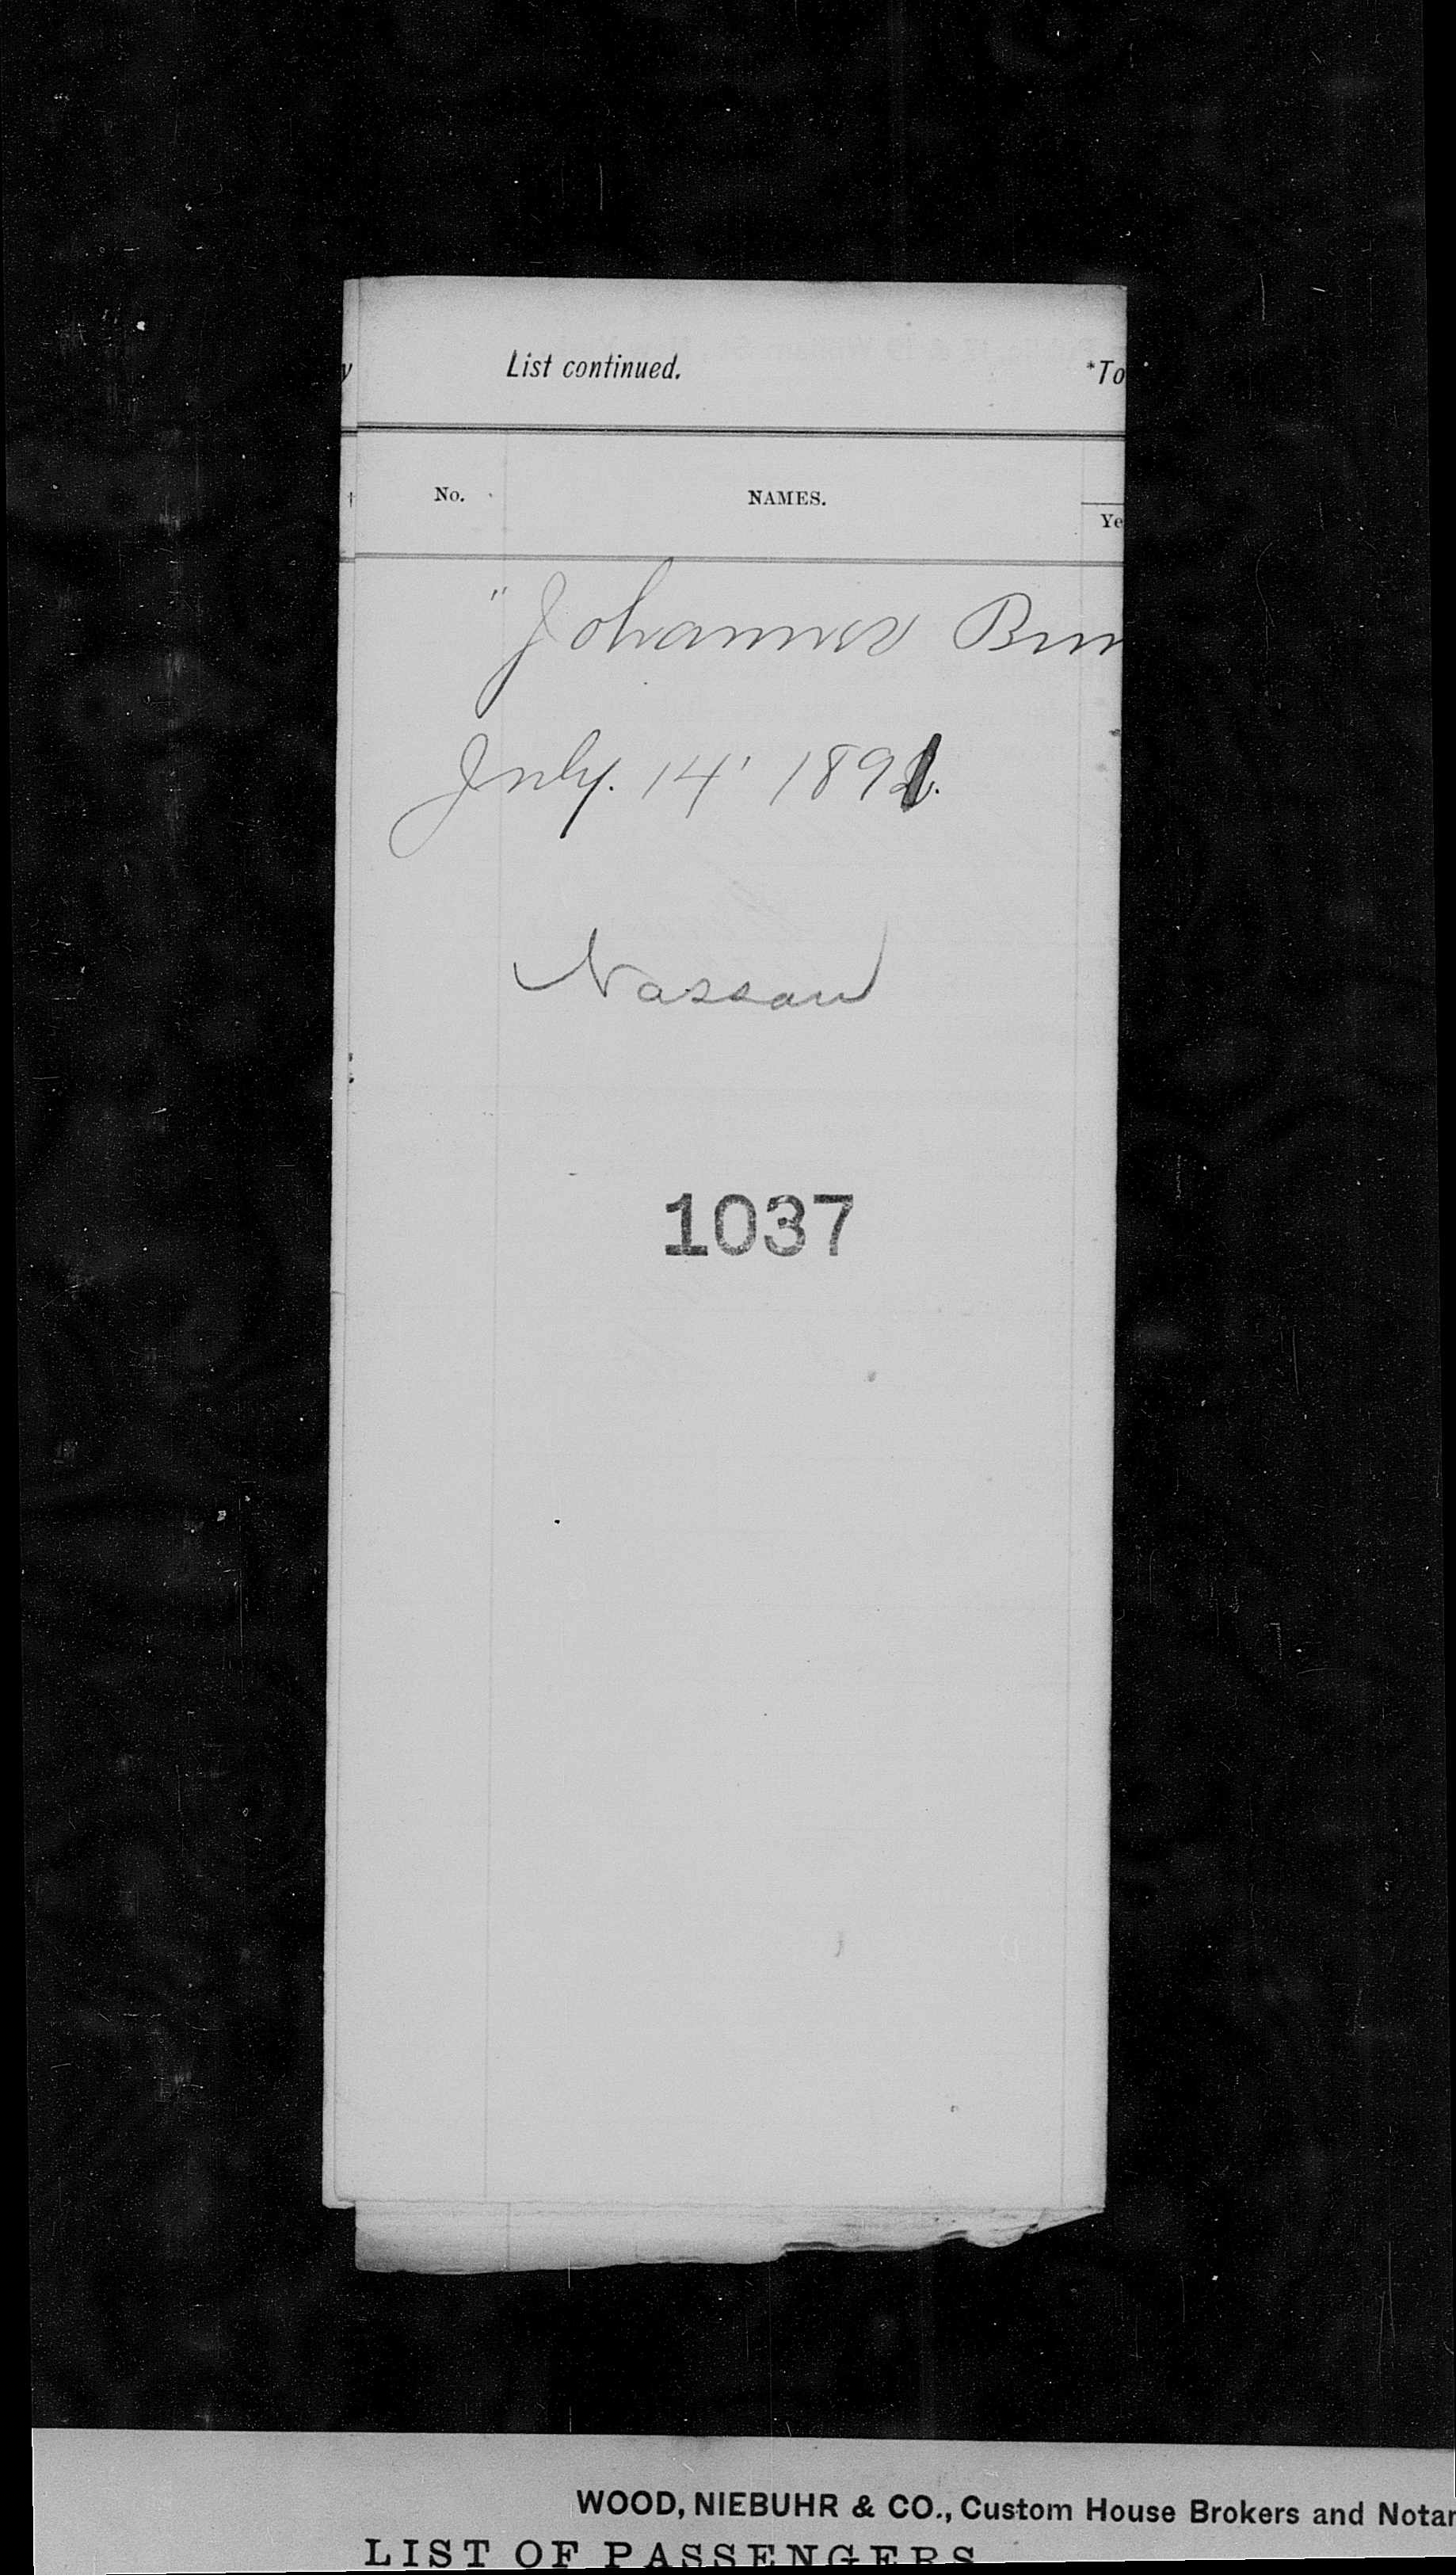 List continued.
*To
No.
NAMES.
Ye
" Johannes Brun
July. 14' 1891.
Nassau
1037
WOOD, NIEBUHR & CO., Custom House Brokers and Notar
LIST OF PASSENGERS